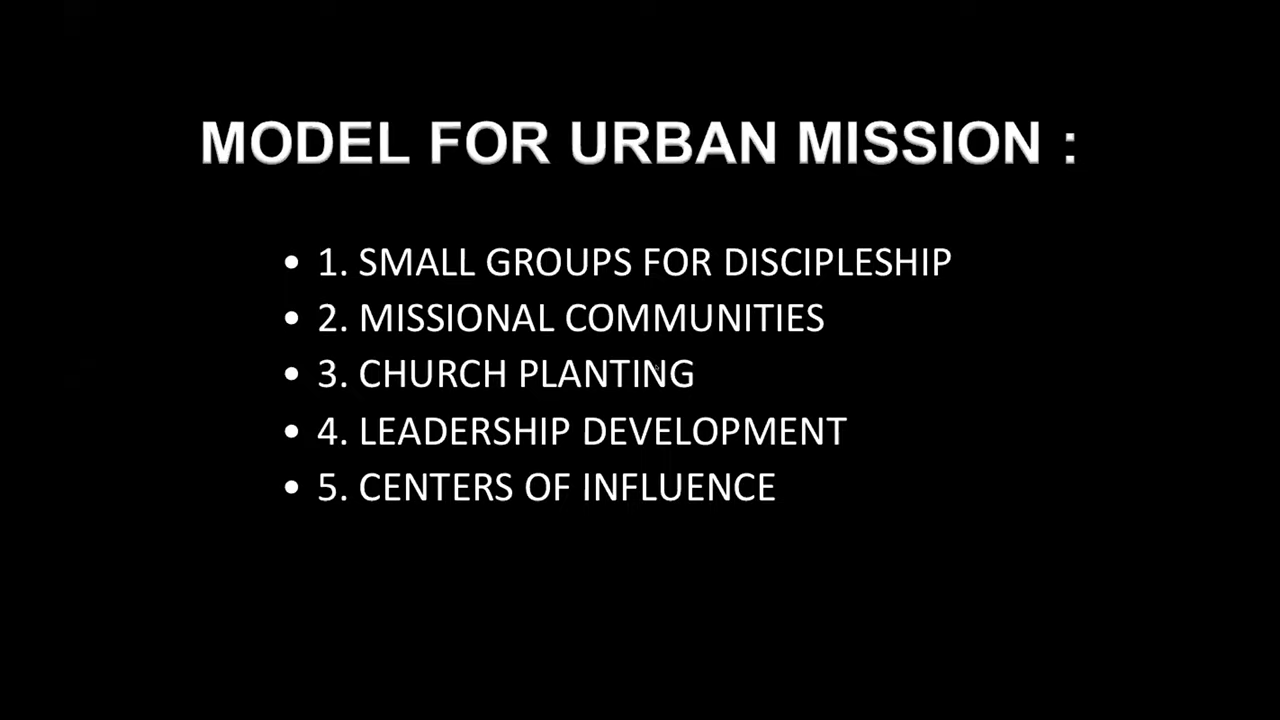 MODEL FOR URBAN MISSION :
• 1. SMALL GROUPS FOR DISCIPLESHIP
• 2. MISSIONAL COMMUNITIES
• 3. CHURCH PLANTING
• 4. LEADERSHIP DEVELOPMENT
• 5. CENTERS OF INFLUENCE